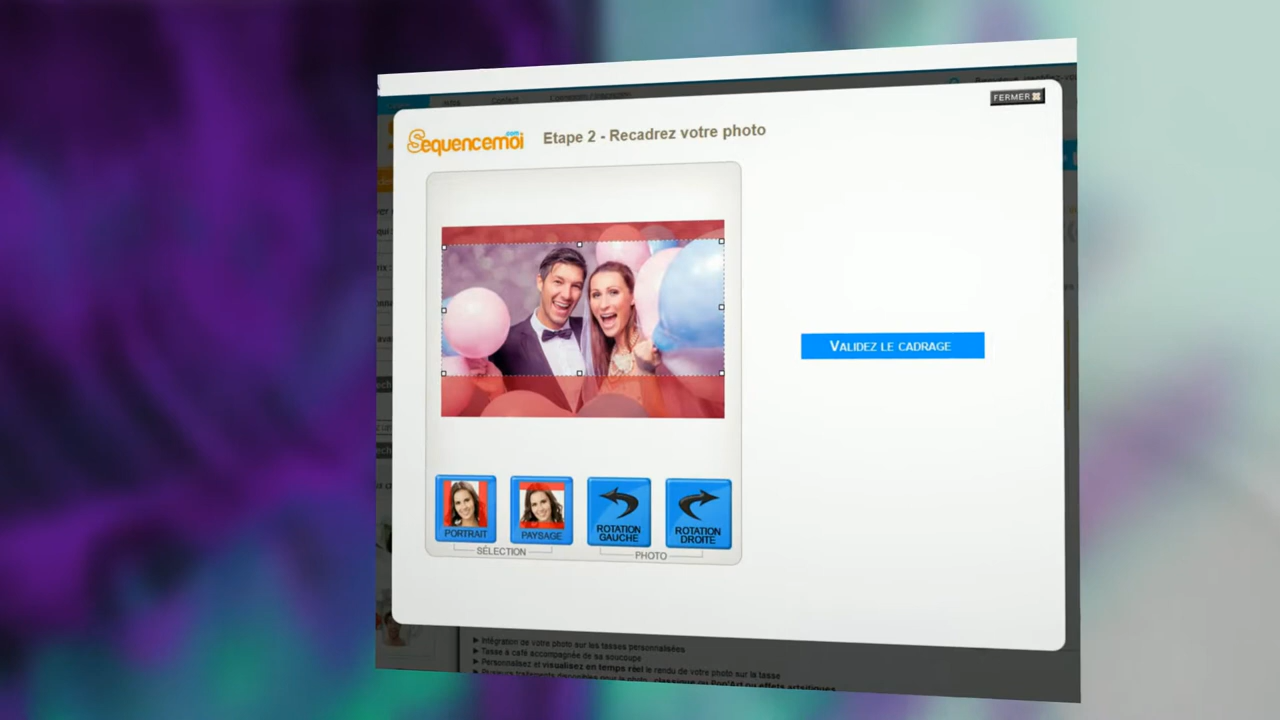 Contact
FERMER
Sequencemoi.com
Etape 2 - Recadrez votre photo
VALIDEZ LE CADRAGE
PORTRAIT
PAYSAGE
ROTATION
GAUCHE
ROTATION
DROITE
SÉLECTION
PHOTO
Intégration de votre photo sur les tasses personnalisées
Tasse à café accompagnée de sa soucoupe
Personnalisez et visualisez en temps réel le rendu de votre photo sur la tasse